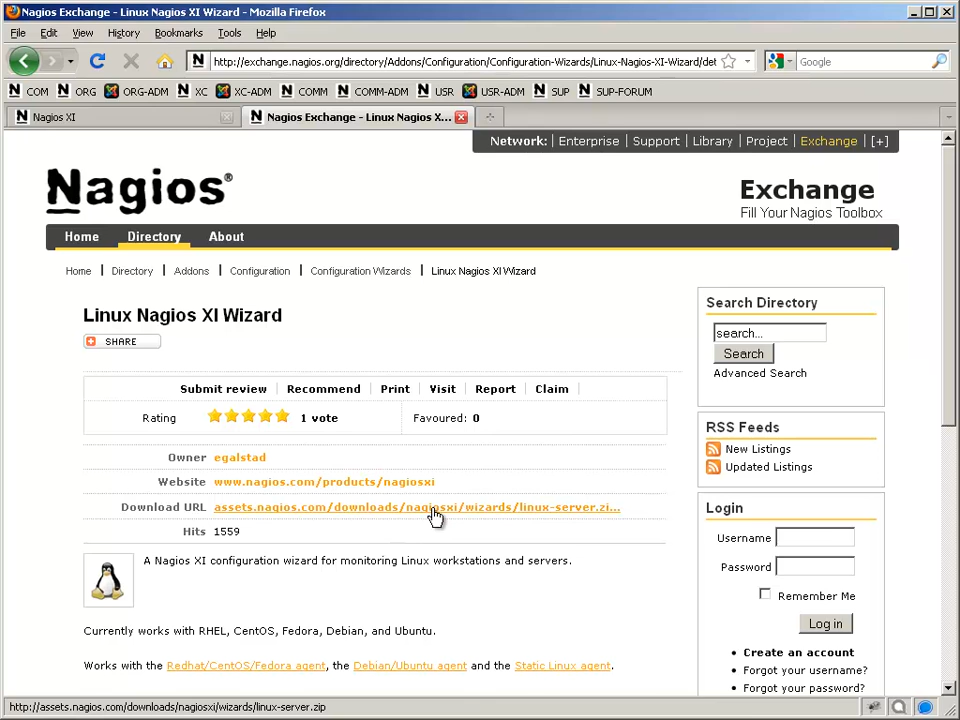 Nagios Exchange - Linux Nagios XI Wizard - Mozilla Firefox
File Edit View History Bookmarks Tools Help
N http://exchange.nagios.org/directory/Addons/Configuration/Configuration-Wizards/Linux-Nagios-XI-Wizard/det Google
N COM N ORG ORG-ADM N XC XC-ADM N COMM N COMM-ADM N USR USR-ADM N SUP N SUP-FORUM
N Nagios XI N Nagios Exchange - Linux Nagios X...
Network: Enterprise Support Library Project Exchange [+]
Nagios®
Exchange
Fill Your Nagios Toolbox
Home Directory About
Home | Directory | Addons | Configuration | Configuration Wizards | Linux Nagios XI Wizard
Linux Nagios XI Wizard
SHARE
Submit review | Recommend | Print | Visit | Report | Claim
Rating 1 vote Favoured: 0
Owner egalstad
Website www.nagios.com/products/nagiosxi
Download URL assets.nagios.com/downloads/nagiosxi/wizards/linux-server.zi...
Hits 1559
A Nagios XI configuration wizard for monitoring Linux workstations and servers.
Currently works with RHEL, CentOS, Fedora, Debian, and Ubuntu.
Works with the Redhat/CentOS/Fedora agent, the Debian/Ubuntu agent and the Static Linux agent.
Search Directory
search...
Search
Advanced Search
RSS Feeds
New Listings
Updated Listings
Login
Username
Password
Remember Me
Log in
Create an account
Forgot your username?
Forgot your password?
http://assets.nagios.com/downloads/nagiosxi/wizards/linux-server.zip